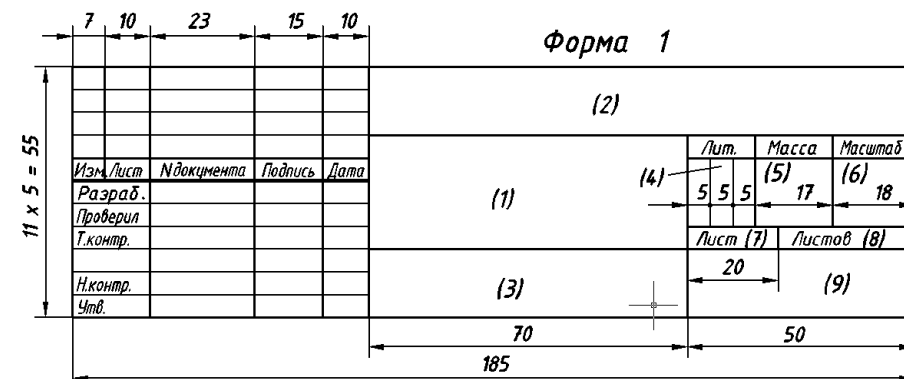 7 10 23 15 10
Форма 1
(2)
11 x 5 = 55
Лит. Масса Масштаб
Изм. Лист N документа Подпись Дата
(4) (5) (6)
Разраб.
(1)
5 5 5 17 18
Проверил
Т.контр.
Лист (7) Листов (8)
20
Н.контр.
(3)
(9)
Утв.
70 50
185